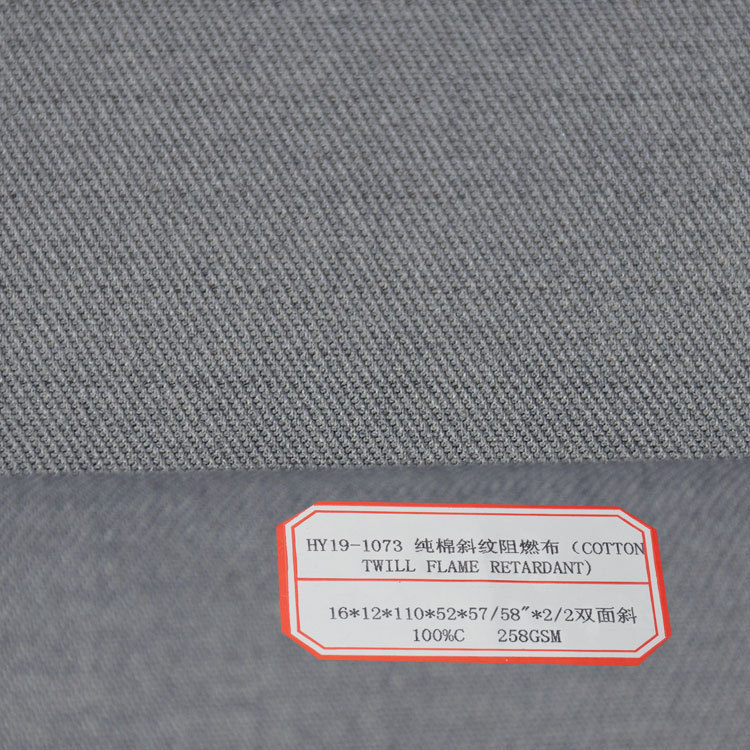 HY19-1073 纯棉斜纹阻燃布 (COTTON
TWILL FLAME RETARDANT)
16*12*110*52*57/58"*2/2双面斜
100%C 258GSM